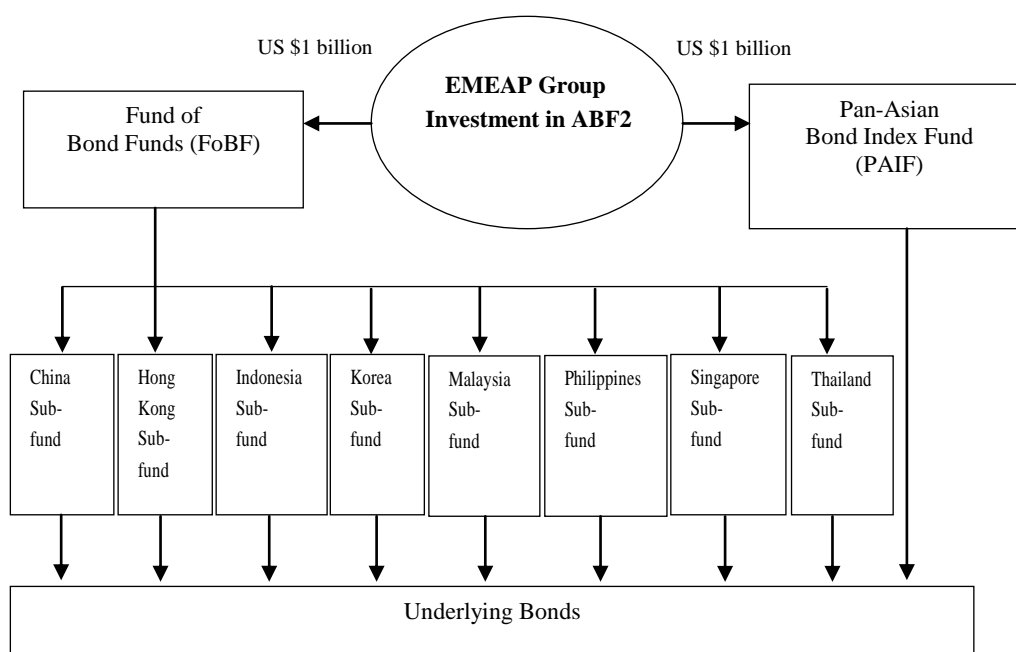 US $1 billion
US $1 billion
EMEAP Group
Investment in ABF2
Fund of
Bond Funds (FoBF)
Pan-Asian
Bond Index Fund
(PAIF)
China
Sub-
fund
Hong
Kong
Sub-
fund
Indonesia
Sub-
fund
Korea
Sub-
fund
Malaysia
Sub-
fund
Philippines
Sub-
fund
Singapore
Sub-
fund
Thailand
Sub-
fund
Underlying Bonds